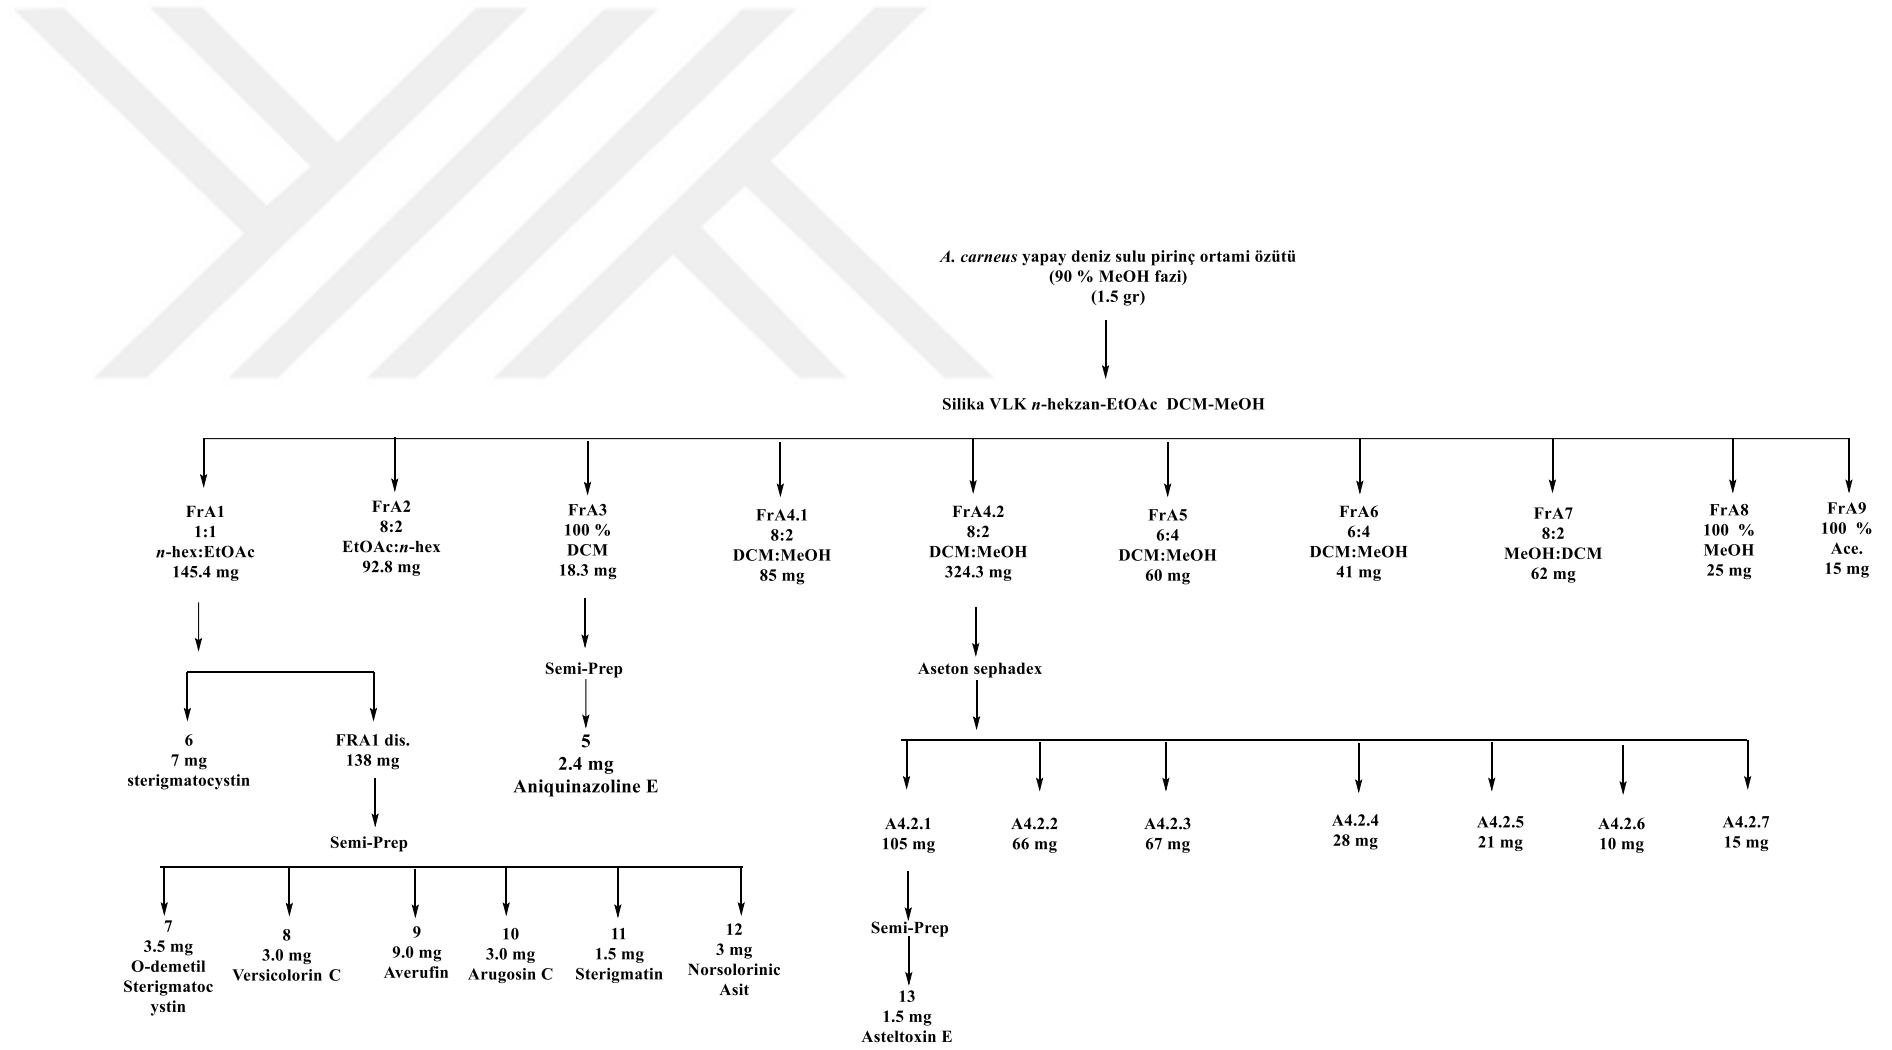 A. carneus yapay deniz sulu pirinç ortami özütü
(90 % MeOH fazi)
(1.5 gr)
Silika VLK n-hekzan-EtOAc DCM-MeOH
FrA1
1:1
n-hex:EtOAc
145.4 mg
FrA2
8:2
EtOAc:n-hex
92.8 mg
FrA3
100 %
DCM
18.3 mg
FrA4.1
8:2
DCM:MeOH
85 mg
FrA4.2
8:2
DCM:MeOH
324.3 mg
FrA5
6:4
DCM:MeOH
60 mg
FrA6
6:4
DCM:MeOH
41 mg
FrA7
8:2
MeOH:DCM
62 mg
FrA8
100 %
MeOH
25 mg
FrA9
100 %
Ace.
15 mg
Semi-Prep
Aseton sephadex
6
7 mg
sterigmatocystin
FRA1 dis.
138 mg
5
2.4 mg
Aniquinazoline E
Semi-Prep
A4.2.1
105 mg
A4.2.2
66 mg
A4.2.3
67 mg
A4.2.4
28 mg
A4.2.5
21 mg
A4.2.6
10 mg
A4.2.7
15 mg
7
3.5 mg
O-demetil
Sterigmatoc
ystin
8
3.0 mg
Versicolorin C
9
9.0 mg
Averufin
10
3.0 mg
Arugosin C
11
1.5 mg
Sterigmatin
12
3 mg
Norsolorinic
Asit
Semi-Prep
13
1.5 mg
Asteltoxin E